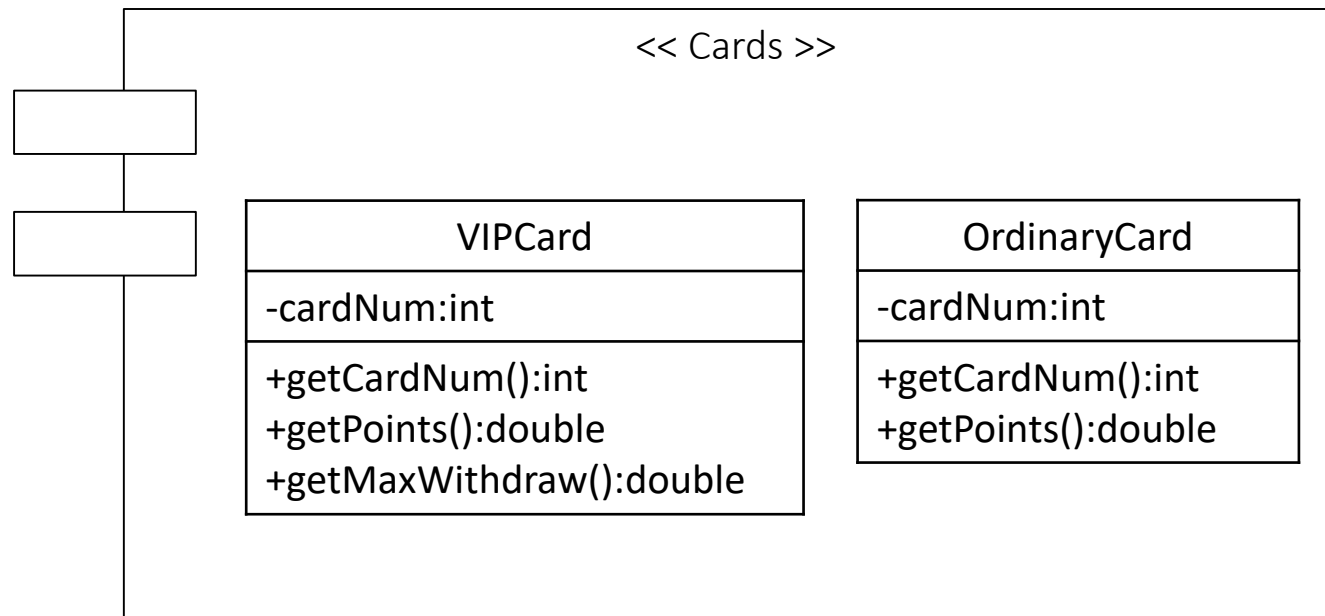 << Cards >>
VIPCard
-cardNum:int
+getCardNum():int
+getPoints():double
+getMaxWithdraw():double
OrdinaryCard
-cardNum:int
+getCardNum():int
+getPoints():double